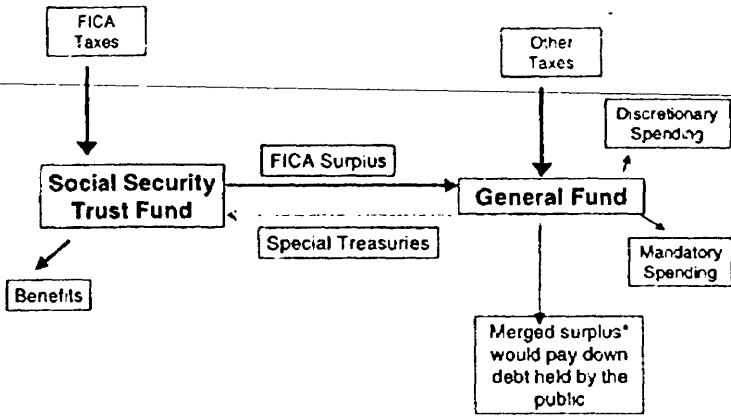 FICA
Taxes
Other
Taxes
Discretionary
Spending
FICA Surplus
Social Security
Trust Fund
General Fund
Special Treasuries
Mandatory
Spending
Benefits
Merged surplus*
would pay down
debt held by the
public